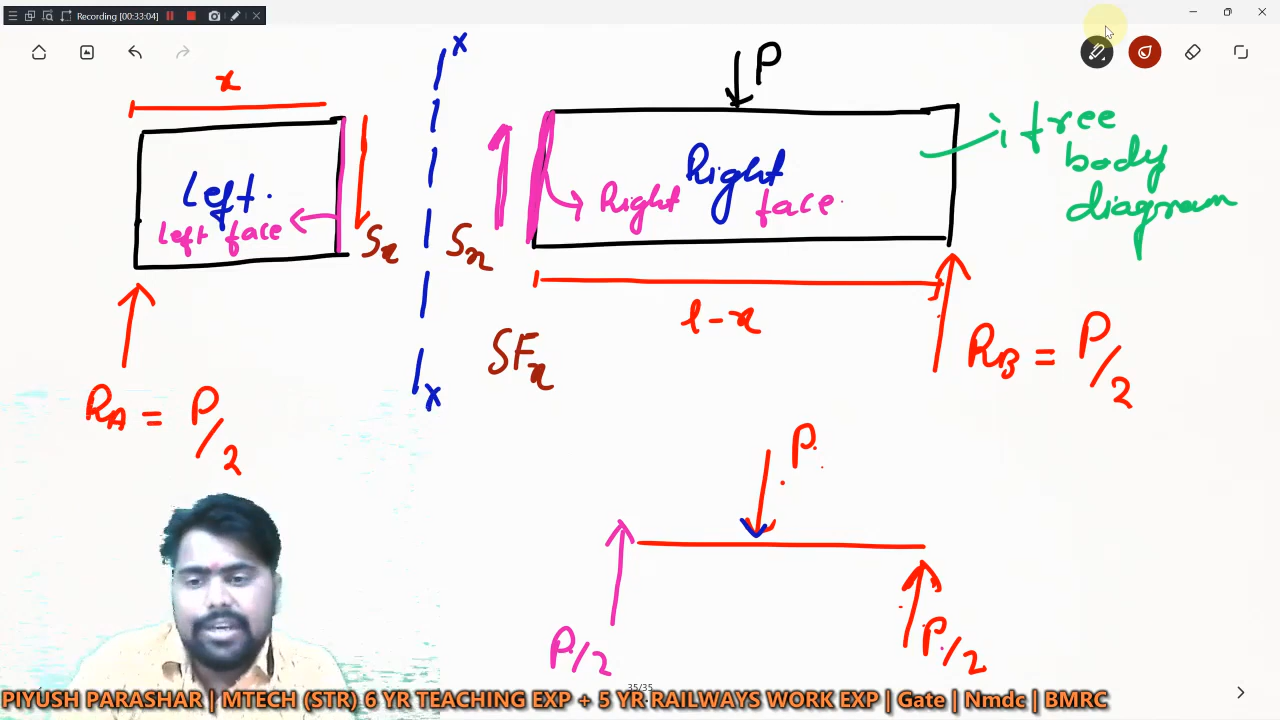 Recording [00:33:04]
x
x
P
Left.
Left face
Sx
Sx
Right
Right face.
free
body
diagram
l-x
SFx
RA = P/2
RB = P/2
x
P.
P/2
P/2
35/35
PIYUSH PARASHAR | MTECH (STR) 6 YR TEACHING EXP + 5 YR RAILWAYS WORK EXP | Gate | Nmdc | BMRC